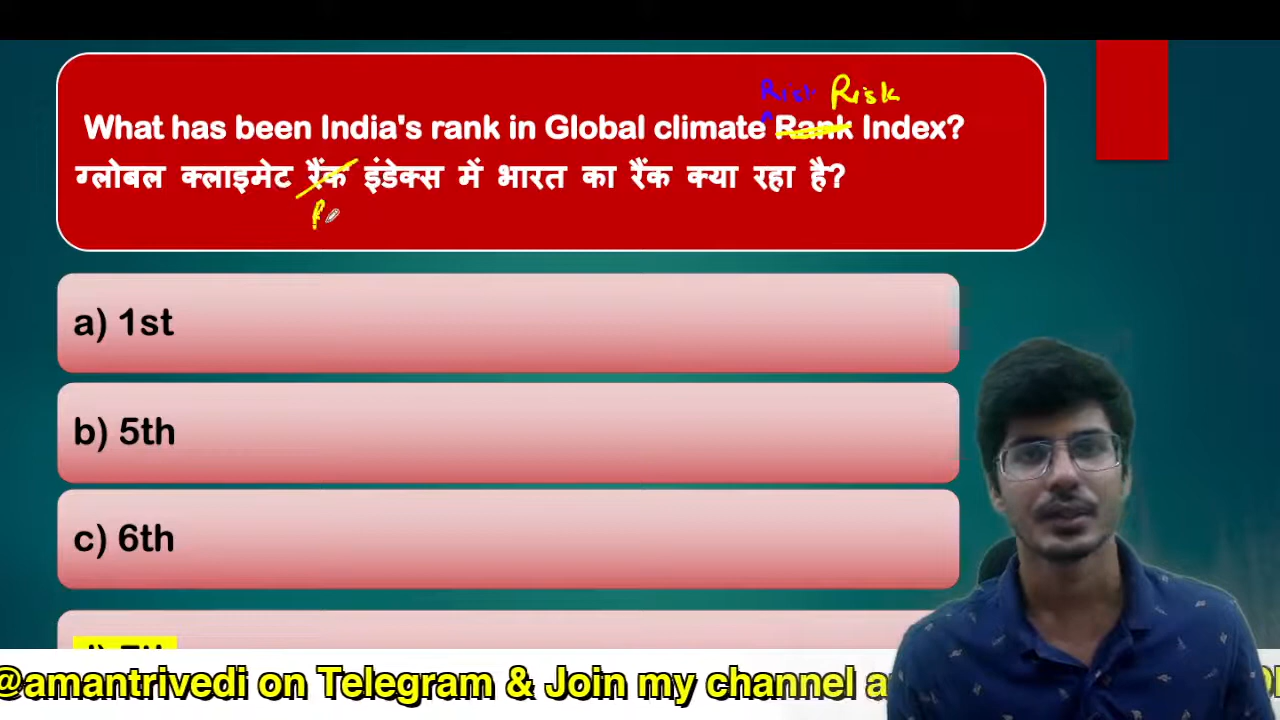 Risk Risk
What has been India's rank in Global climate Rank Index?
ग्लोबल क्लाइमेट रैंक इंडेक्स में भारत का रैंक क्या रहा है?
a) 1st
b) 5th
c) 6th
@amantrivedi on Telegram & Join my channel